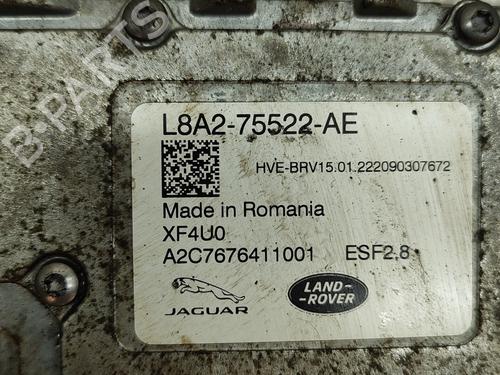 L8A2-75522-AE
HVE-BRV15.01.222090307672
Made in Romania
XF4U0
A2C7676411001 ESF2.8
JAGUAR
LAND-
-ROVER
B-PARTS